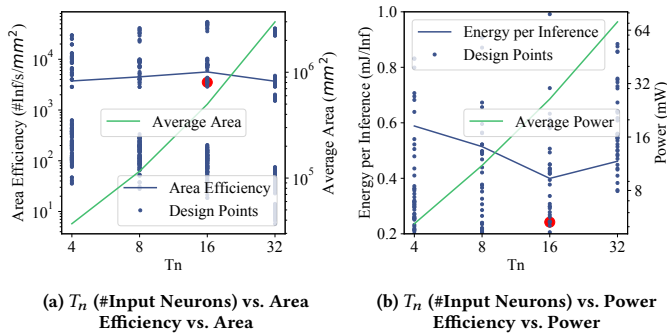 Area Efficiency (#Inf/s/mm²)
10⁴
10³
10²
10¹
Average Area
Area Efficiency
Design Points
10⁶
10⁵
Average Area (mm²)
4
8
16
32
Tn
(a) Tn (#Input Neurons) vs. Area
Efficiency vs. Area
Energy per Inference (mJ/Inf)
1.0
0.8
0.6
0.4
0.2
Energy per Inference
Design Points
Average Power
64
32
16
8
Power (mW)
4
8
16
32
Tn
(b) Tn (#Input Neurons) vs. Power
Efficiency vs. Power